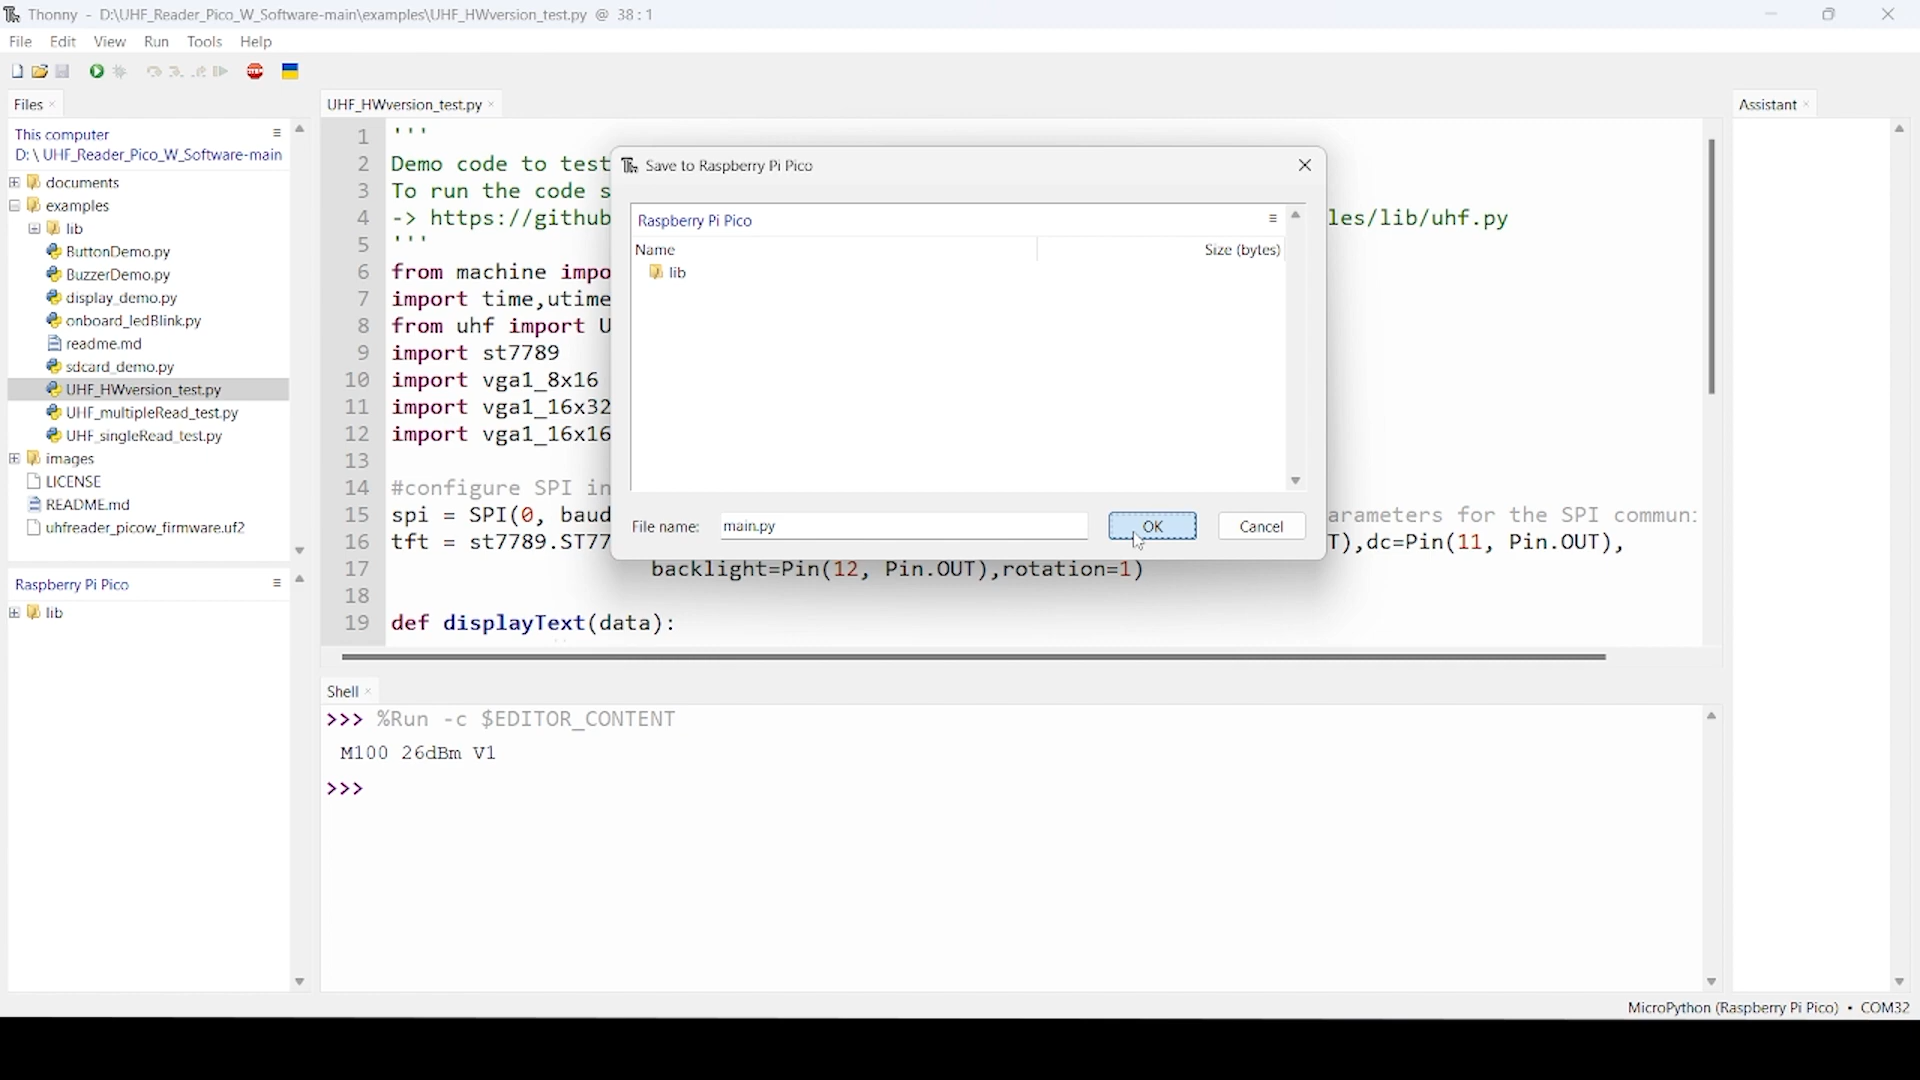 Thonny - D:\UHF_Reader_Pico_W_Software-main\examples\UHF_HWversion_test.py @ 38 : 1
File Edit View Run Tools Help
STOP
Files
This computer
D: \ UHF_Reader_Pico_W_Software-main
documents
examples
lib
ButtonDemo.py
BuzzerDemo.py
display_demo.py
onboard_ledBlink.py
readme.md
sdcard_demo.py
UHF_HWversion_test.py
UHF_multipleRead_test.py
UHF_singleRead_test.py
images
LICENSE
README.md
uhfreader_picow_firmware.uf2
Raspberry Pi Pico
lib
UHF_HWversion_test.py
1 '''
2 Demo code to test
3 To run the code s
4 -> https://github les/lib/uhf.py
5 '''
6 from machine impo
7 import time,utime
8 from uhf import U
9 import st7789
10 import vga1_8x16
11 import vga1_16x32
12 import vga1_16x16
13
14 #configure SPI in
15 spi = SPI(0, baud arameters for the SPI commun:
16 tft = st7789.ST77 T),dc=Pin(11, Pin.OUT),
17 backlight=Pin(12, Pin.OUT),rotation=1)
18
19 def displayText(data):
Save to Raspberry Pi Pico
Raspberry Pi Pico
Name Size (bytes)
lib
File name: main.py OK Cancel
Shell
>>> %Run -c $EDITOR_CONTENT
M100 26dBm V1
>>>
Assistant
MicroPython (Raspberry Pi Pico) • COM32